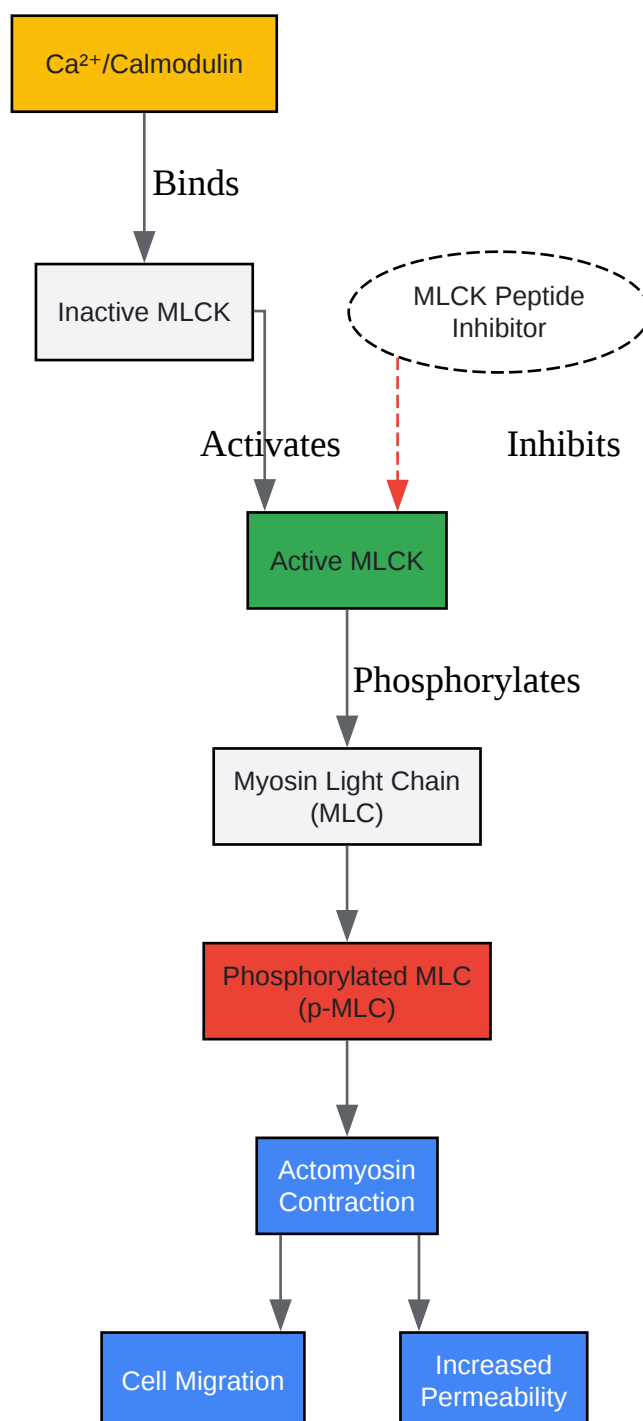 Ca²⁺/Calmodulin
Binds
Inactive MLCK
MLCK Peptide
Inhibitor
Activates
Inhibits
Active MLCK
Phosphorylates
Myosin Light Chain
(MLC)
Phosphorylated MLC
(p-MLC)
Actomyosin
Contraction
Cell Migration
Increased
Permeability